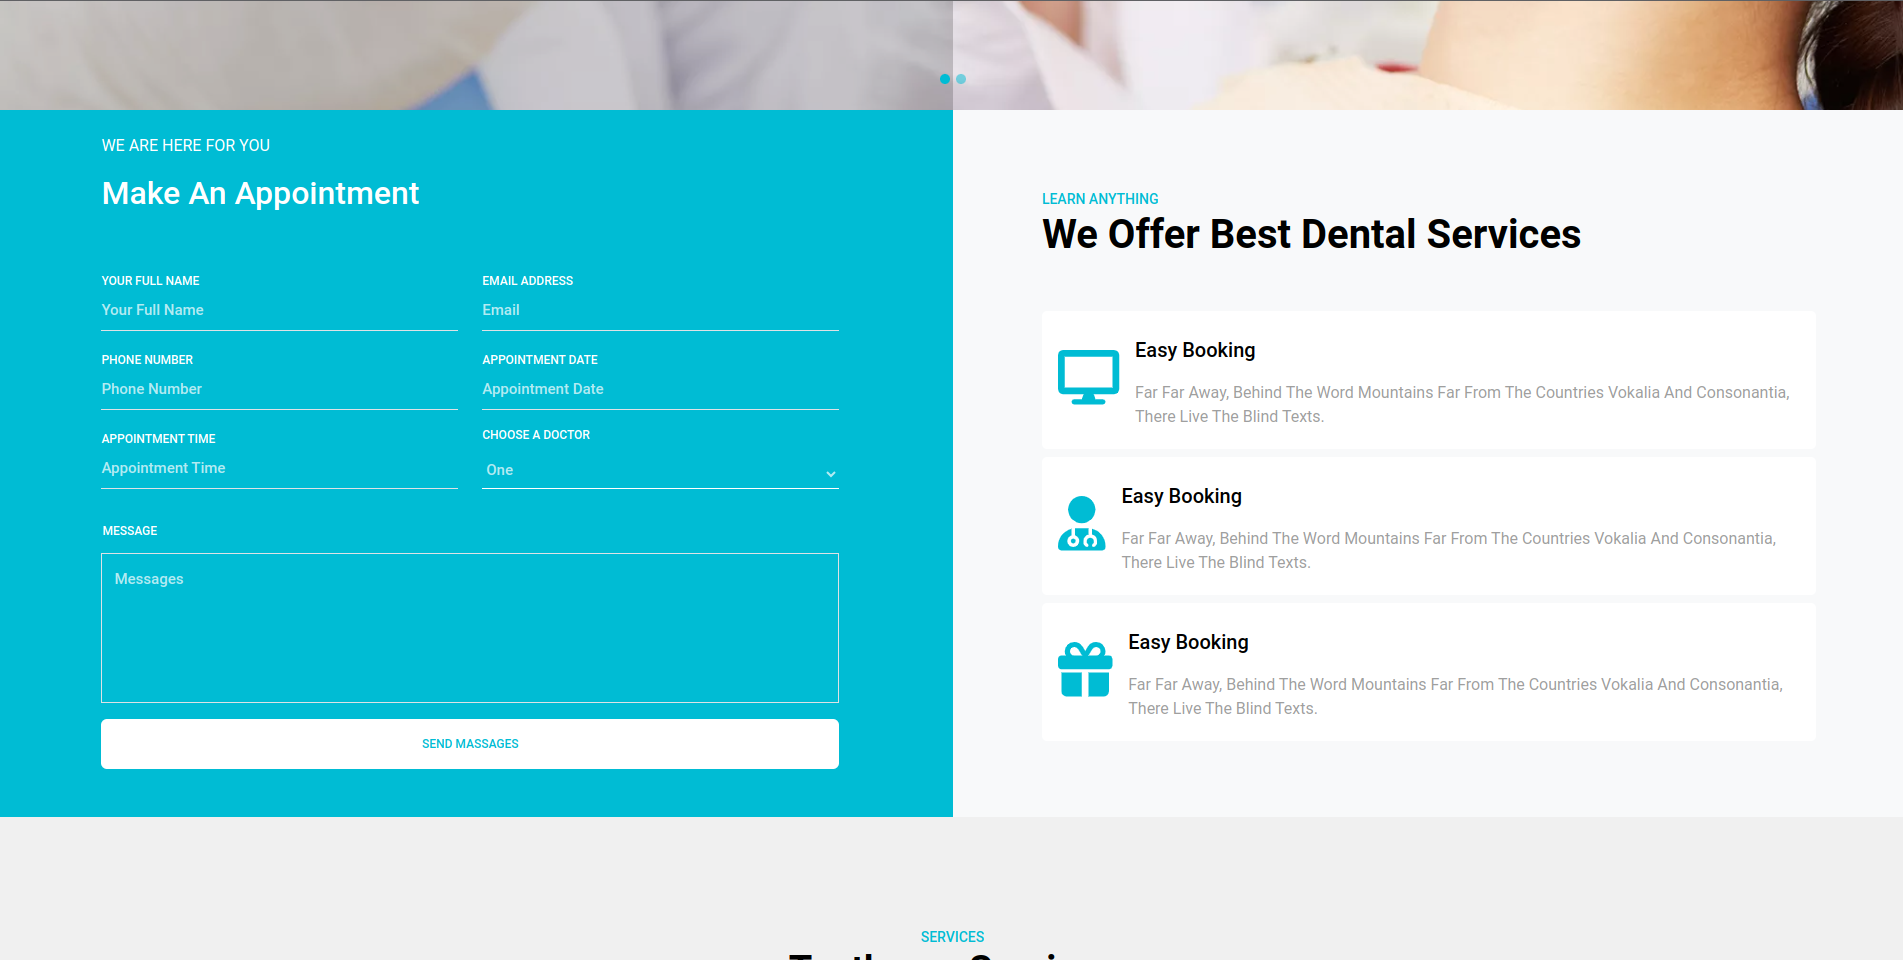 WE ARE HERE FOR YOU
Make An Appointment
YOUR FULL NAME
EMAIL ADDRESS
Your Full Name
Email
PHONE NUMBER
APPOINTMENT DATE
Phone Number
Appointment Date
APPOINTMENT TIME
CHOOSE A DOCTOR
Appointment Time
One
MESSAGE
Messages
SEND MASSAGES
LEARN ANYTHING
We Offer Best Dental Services
Easy Booking
Far Far Away, Behind The Word Mountains Far From The Countries Vokalia And Consonantia,
There Live The Blind Texts.
Easy Booking
Far Far Away, Behind The Word Mountains Far From The Countries Vokalia And Consonantia,
There Live The Blind Texts.
Easy Booking
Far Far Away, Behind The Word Mountains Far From The Countries Vokalia And Consonantia,
There Live The Blind Texts.
SERVICES